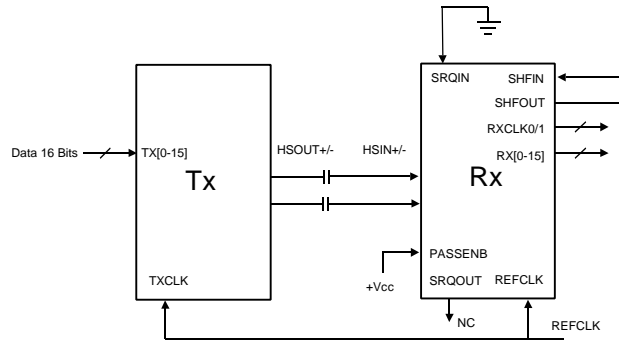 SRQIN
SHFIN
SHFOUT
RXCLK0/1
Data 16 Bits
TX[0-15]
HSOUT+/-
HSIN+/-
RX[0-15]
Tx
Rx
PASSENB
TXCLK
+Vcc
SRQOUT
REFCLK
NC
REFCLK